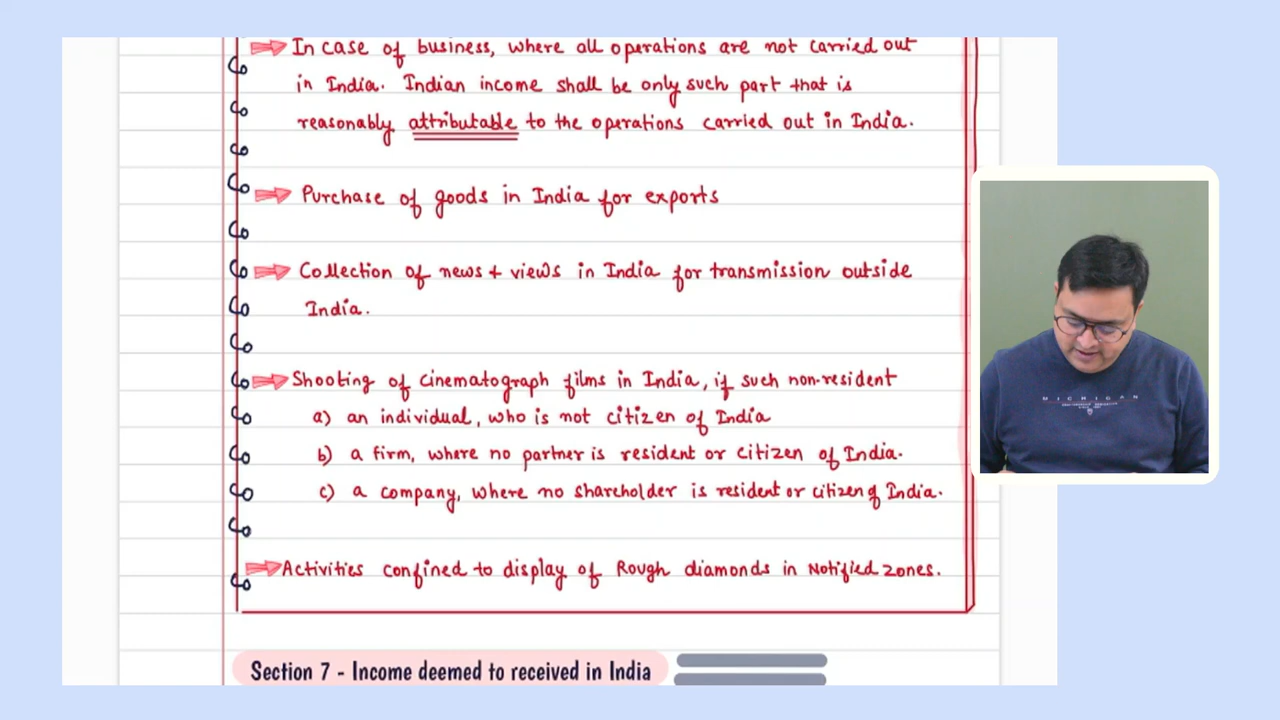 In case of business, where all operations are not carried out
in India. Indian income shall be only such part that is
reasonably attributable to the operations carried out in India.
Purchase of goods in India for exports
Collection of news + views in India for transmission outside
India.
Shooting of cinematograph films in India, if such non-resident
a) an individual, who is not citizen of India
b) a firm, where no partner is resident or citizen of India.
c) a company, where no shareholder is resident or citizen of India.
Activities confined to display of Rough diamonds in Notified zones.
Section 7 - Income deemed to received in India
MICHIGAN